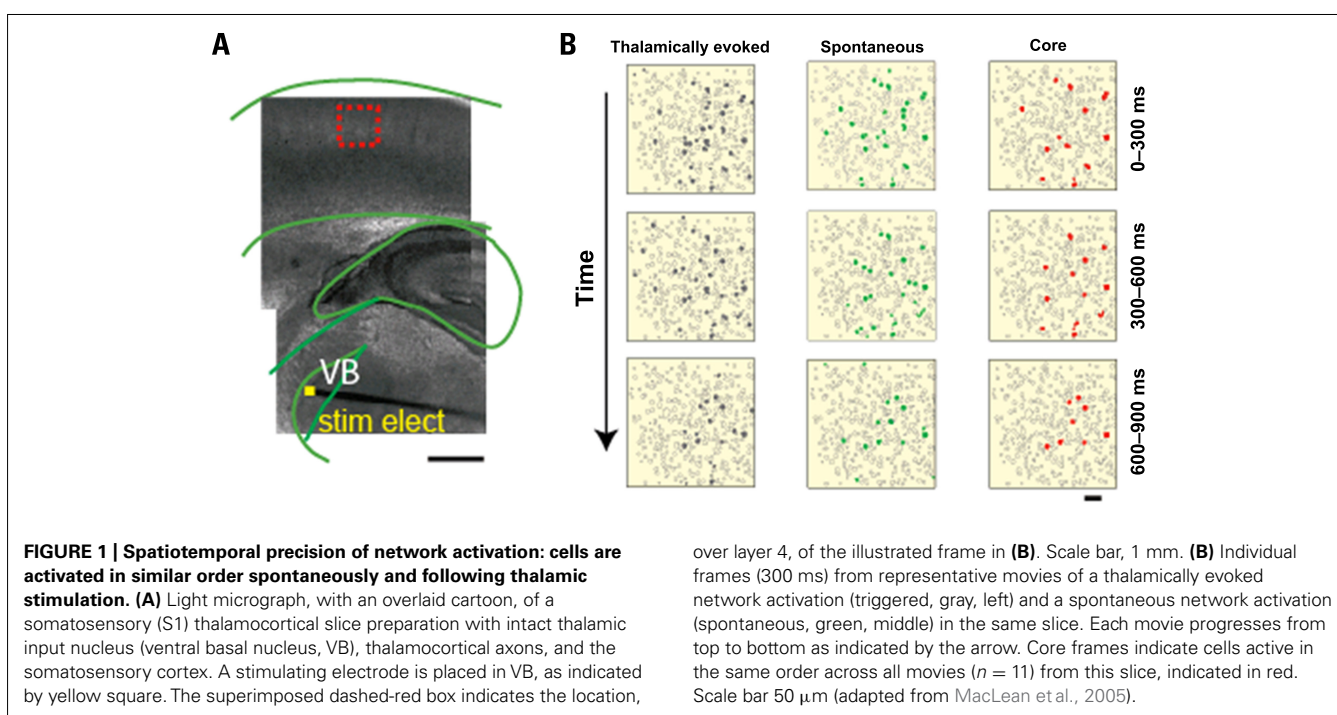 A
B
Thalamically evoked
Spontaneous
Core
Time
0–300 ms
300–600 ms
600–900 ms
VB
stim elect
FIGURE 1 | Spatiotemporal precision of network activation: cells are
activated in similar order spontaneously and following thalamic
stimulation. (A) Light micrograph, with an overlaid cartoon, of a
somatosensory (S1) thalamocortical slice preparation with intact thalamic
input nucleus (ventral basal nucleus, VB), thalamocortical axons, and the
somatosensory cortex. A stimulating electrode is placed in VB, as indicated
by yellow square. The superimposed dashed-red box indicates the location,
over layer 4, of the illustrated frame in (B). Scale bar, 1 mm. (B) Individual
frames (300 ms) from representative movies of a thalamically evoked
network activation (triggered, gray, left) and a spontaneous network activation
(spontaneous, green, middle) in the same slice. Each movie progresses from
top to bottom as indicated by the arrow. Core frames indicate cells active in
the same order across all movies (n = 11) from this slice, indicated in red.
Scale bar 50 μm (adapted from MacLean et al., 2005).